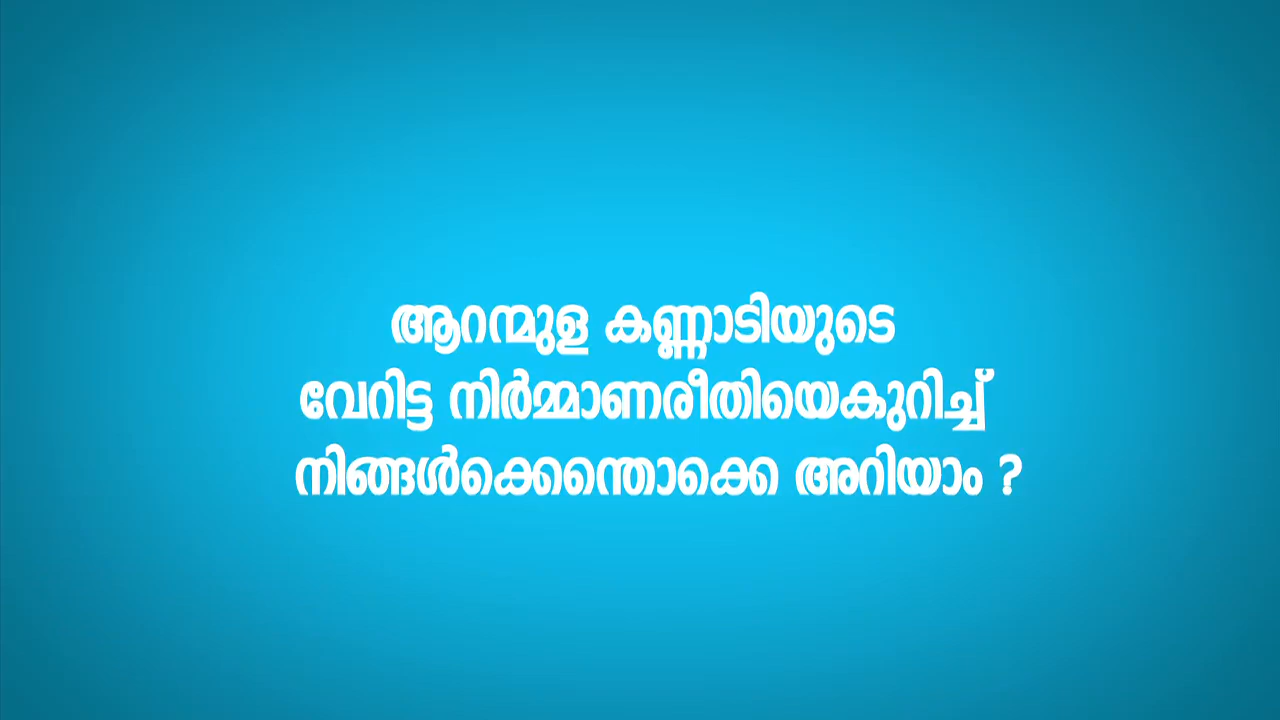 ആറന്മുള കണ്ണാടിയുടെ
വേറിട്ട നിർമ്മാണരീതിയെകുറിച്ച്
നിങ്ങൾക്കെന്തൊക്കെ അറിയാം ?